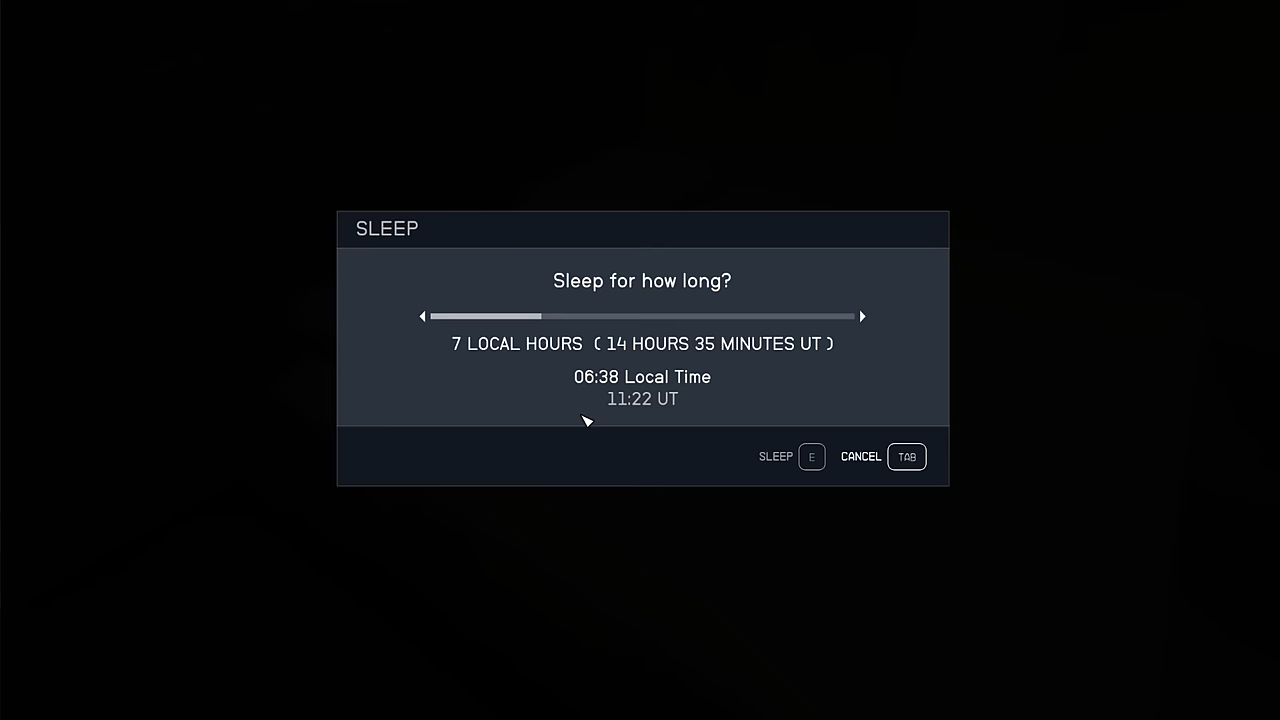 SLEEP
Sleep for how long?
7 LOCAL HOURS ( 14 HOURS 35 MINUTES UT )
06:38 Local Time
11:22 UT
SLEEP E CANCEL TAB